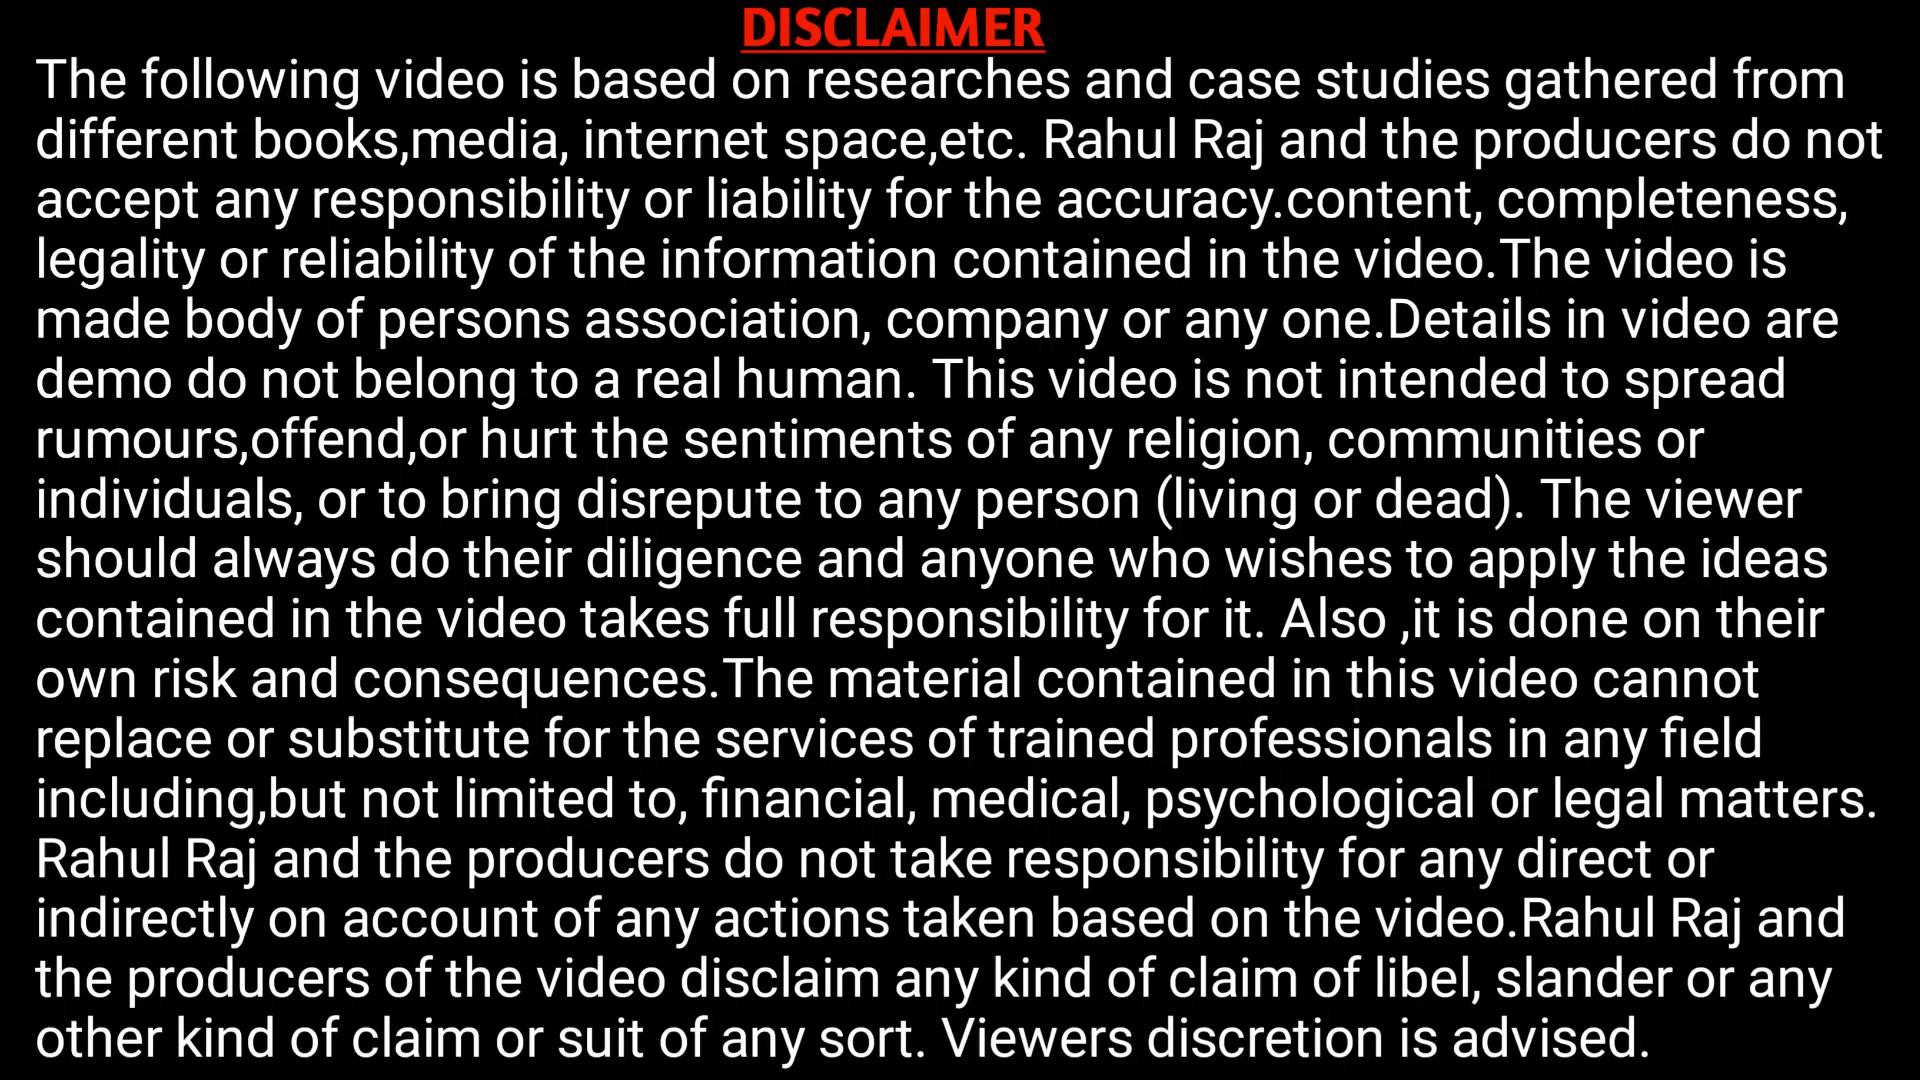 DISCLAIMER
The following video is based on researches and case studies gathered from
different books,media, internet space,etc. Rahul Raj and the producers do not
accept any responsibility or liability for the accuracy.content, completeness,
legality or reliability of the information contained in the video.The video is
made body of persons association, company or any one.Details in video are
demo do not belong to a real human. This video is not intended to spread
rumours,offend,or hurt the sentiments of any religion, communities or
individuals, or to bring disrepute to any person (living or dead). The viewer
should always do their diligence and anyone who wishes to apply the ideas
contained in the video takes full responsibility for it. Also ,it is done on their
own risk and consequences.The material contained in this video cannot
replace or substitute for the services of trained professionals in any field
including,but not limited to, financial, medical, psychological or legal matters.
Rahul Raj and the producers do not take responsibility for any direct or
indirectly on account of any actions taken based on the video.Rahul Raj and
the producers of the video disclaim any kind of claim of libel, slander or any
other kind of claim or suit of any sort. Viewers discretion is advised.